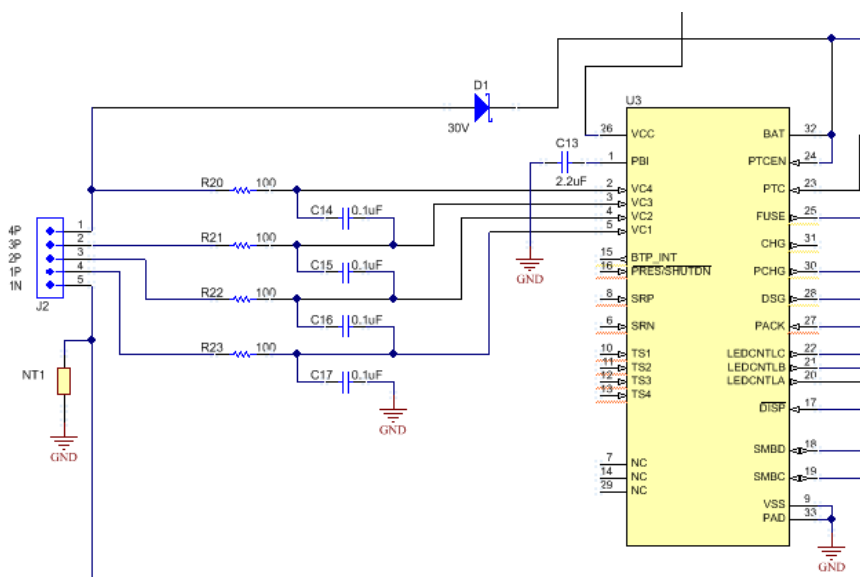 D1
30V
U3
26 VCC
BAT 32
C13
2.2uF
1 PBI
PTCEN 24
R20 100
2 VC4
PTC 23
C14 0.1uF
3 VC3
4 VC2
FUSE 25
5 VC1
4P 1
3P 2
2P 3
1P 4
1N 5
J2
R21 100
CHG 31
15 BTP_INT
16 PRES/SHUTDN
PCHG 30
C15 0.1uF
GND
R22 100
8 SRP
DSG 28
C16 0.1uF
6 SRN
PACK 27
R23 100
10 TS1
LEDCNTLC 22
11 TS2
LEDCNTLB 21
12 TS3
LEDCNTLA 20
13 TS4
NT1
C17 0.1uF
DISP 17
GND
GND
SMBD 18
7 NC
14 NC
SMBC 19
29 NC
VSS 9
PAD 33
GND